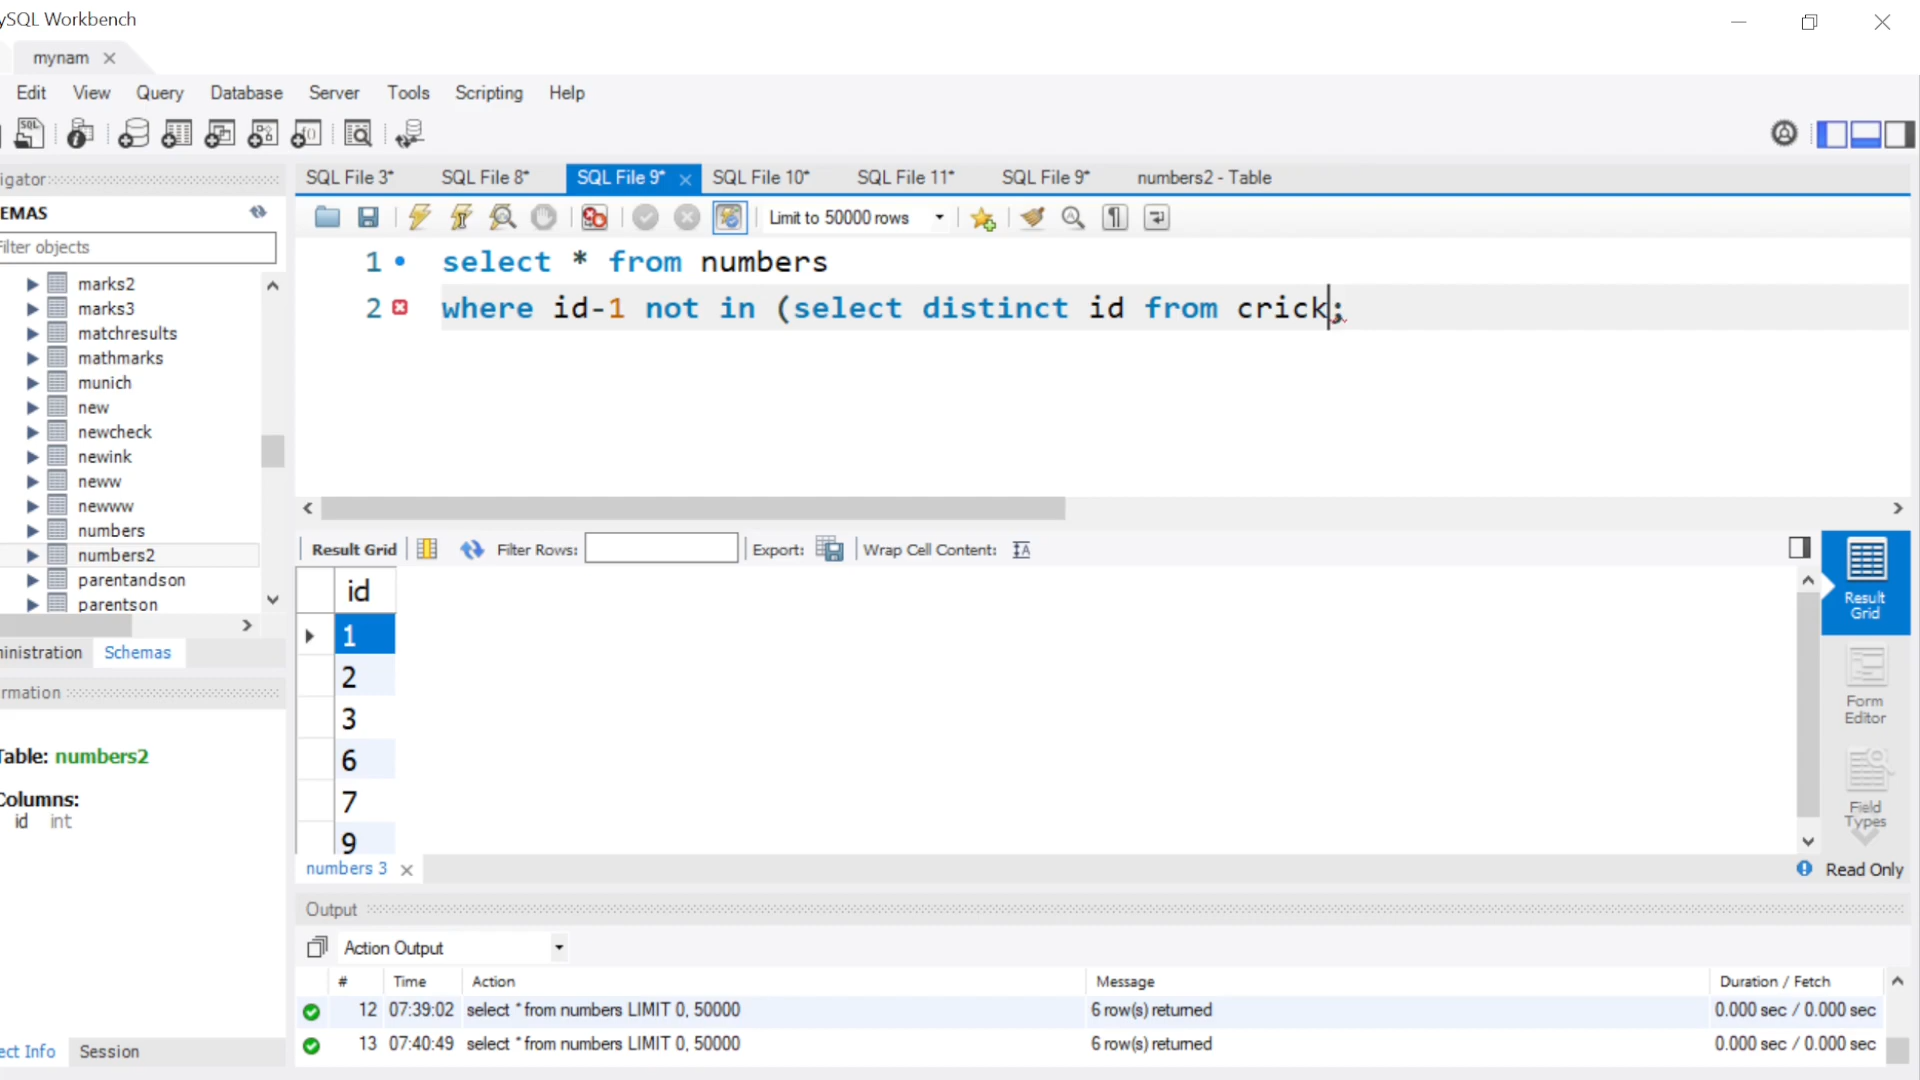 ySQL Workbench
mynam
Edit View Query Database Server Tools Scripting Help
SQL
igator
SQL File 3* SQL File 8* SQL File 9* SQL File 10* SQL File 11* SQL File 9* numbers2 - Table
EMAS
Limit to 50000 rows
Filter objects
1 select * from numbers
2 where id-1 not in (select distinct id from crick;
marks2
marks3
matchresults
mathmarks
munich
new
newcheck
newink
neww
newww
numbers
numbers2
parentandson
parentson
ministration Schemas
rmation
Table: numbers2
Columns:
id int
ect Info Session
Result Grid Filter Rows: Export: Wrap Cell Content:
id
1
2
3
6
7
9
Result
Grid
Form
Editor
Field
Types
numbers 3
Read Only
Output
Action Output
# Time Action Message Duration / Fetch
12 07:39:02 select * from numbers LIMIT 0, 50000 6 row(s) returned 0.000 sec / 0.000 sec
13 07:40:49 select * from numbers LIMIT 0, 50000 6 row(s) returned 0.000 sec / 0.000 sec